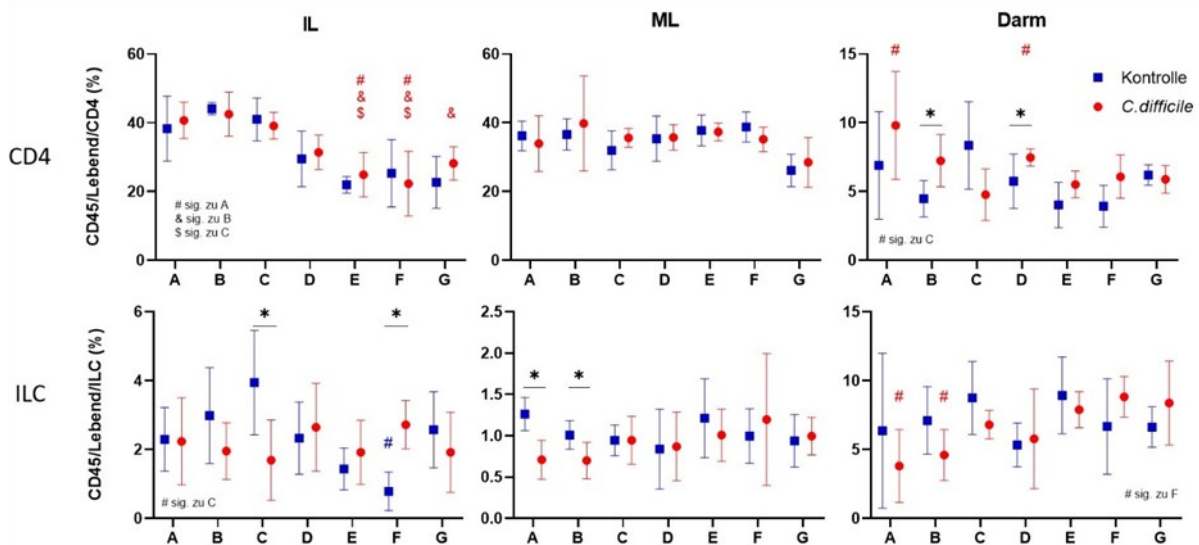 IL
ML
Darm
CD4
CD45/Lebend/CD4 (%)
60
40
20
0
# & $
# & $
&
# sig. zu A
& sig. zu B
$ sig. zu C
A B C D E F G
60
40
20
0
A B C D E F G
15
10
5
0
# #
* *
# sig. zu C
A B C D E F G
Kontrolle
C.difficile
ILC
CD45/Lebend/ILC (%)
6
4
2
0
* *
#
# sig. zu C
A B C D E F G
2.5
2.0
1.5
1.0
0.5
0.0
* *
A B C D E F G
15
10
5
0
# #
# sig. zu F
A B C D E F G